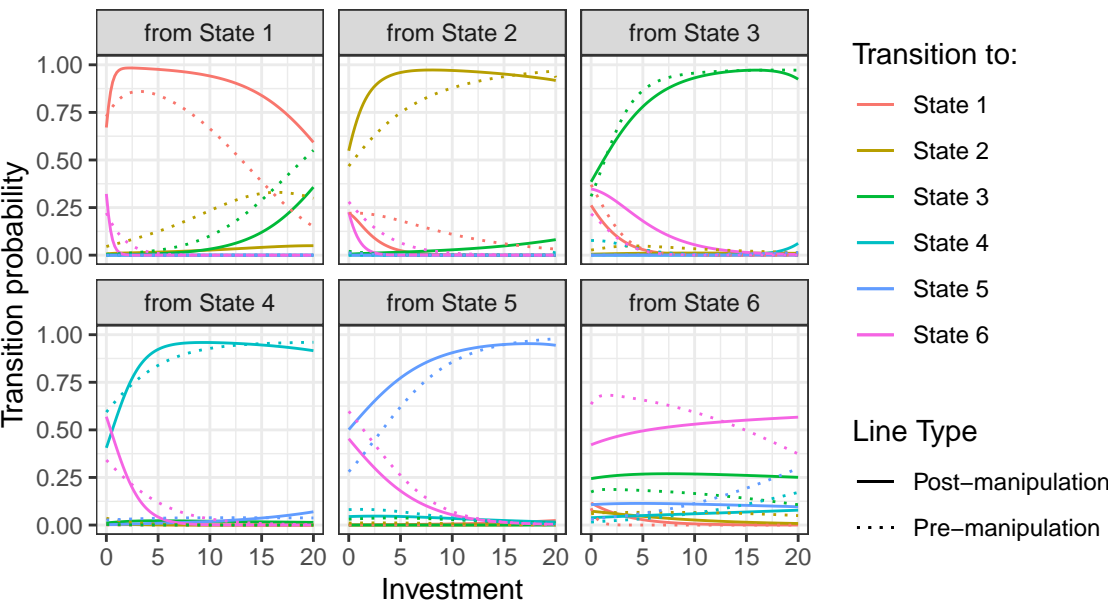 from State 1 from State 2 from State 3
1.00
0.75
0.50
0.25
0.00
from State 4 from State 5 from State 6
1.00
0.75
0.50
0.25
0.00
0 5 10 15 20 0 5 10 15 20 0 5 10 15 20
Investment
Transition probability
Transition to:
State 1
State 2
State 3
State 4
State 5
State 6
Line Type
Post−manipulation
Pre−manipulation